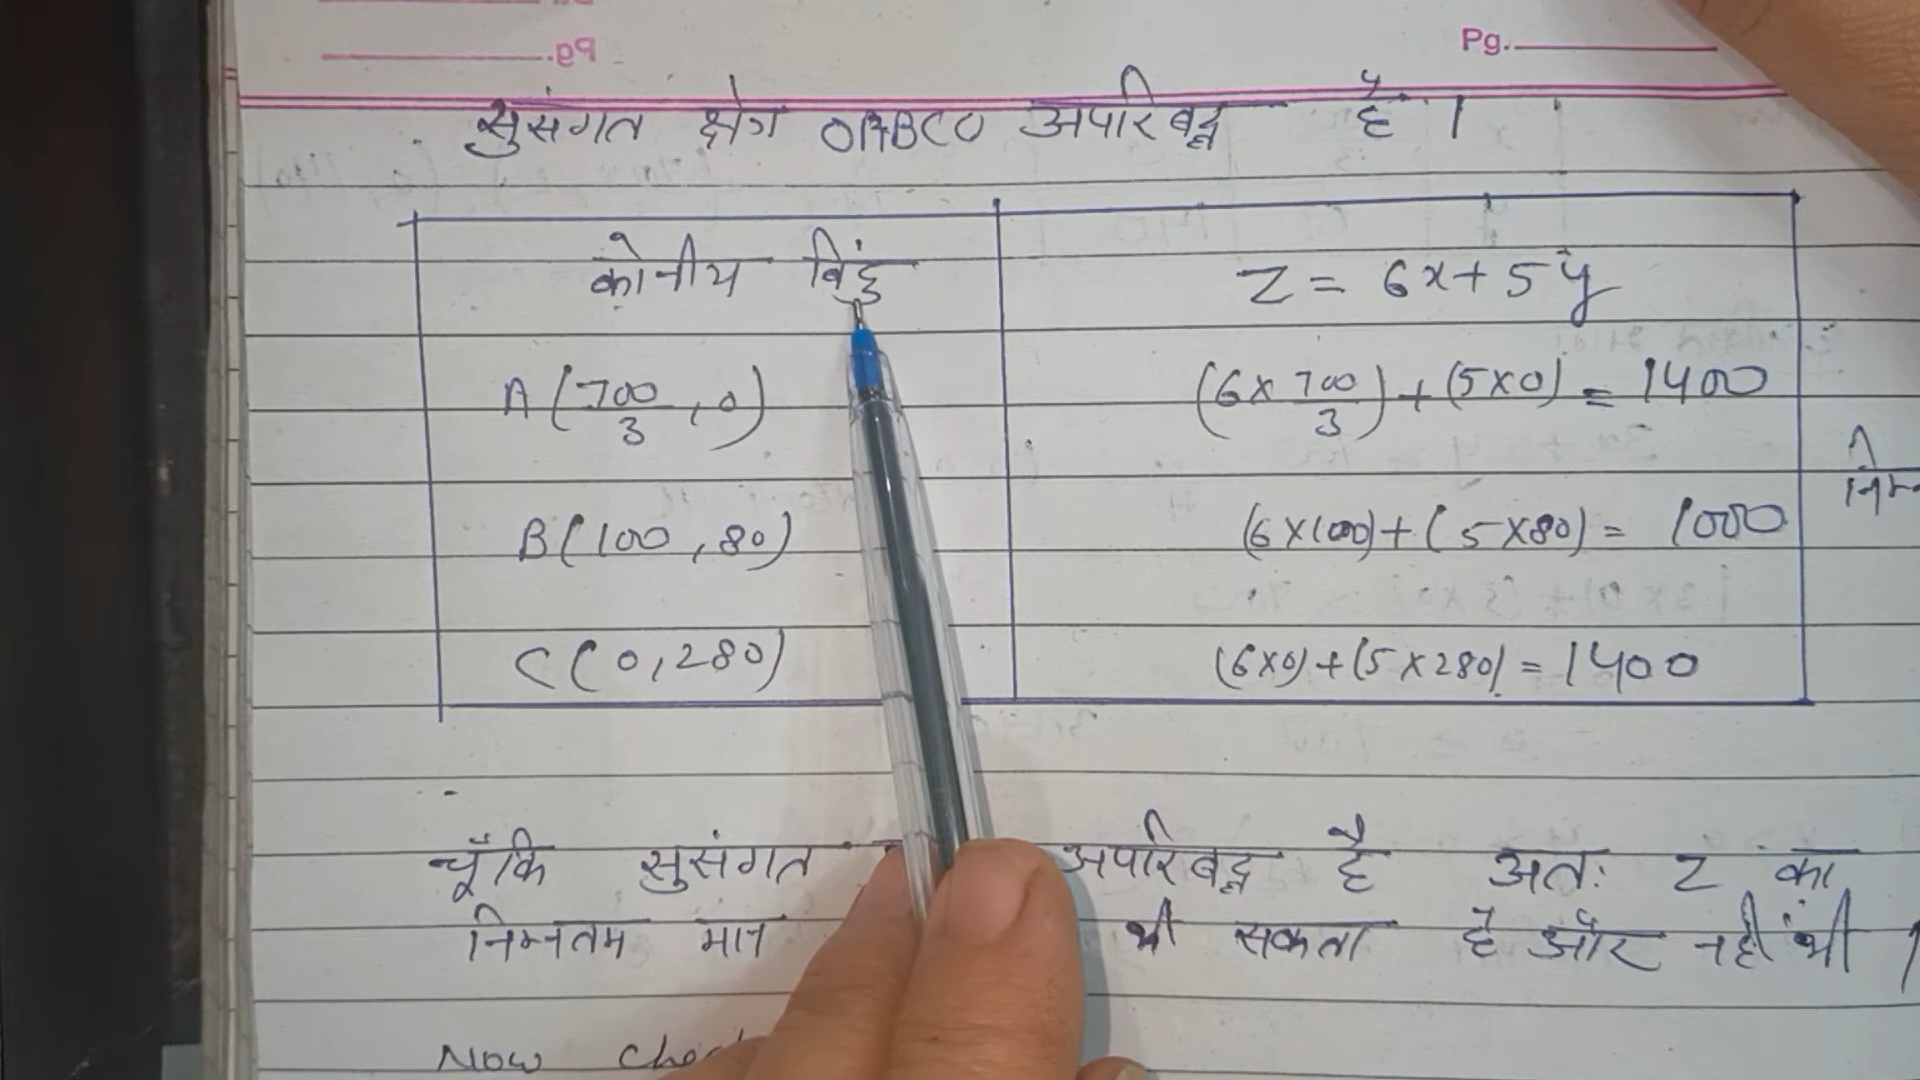 Pg.
सुसंगत क्षेत्र OABCO अपरिबद्ध है ।
कोनीय बिंदु
Z = 6x + 5y
A (700/3 , 0)
(6 × 700/3) + (5×0) = 1400
B (100 , 80)
(6×100) + (5×80) = 1000
C (0, 280)
(6×0) + (5×280) = 1400
चूँकि सुसंगत अपरिबद्ध है अतः Z का
निम्नतम मान भी सकता है और नहीं भी ।
Now